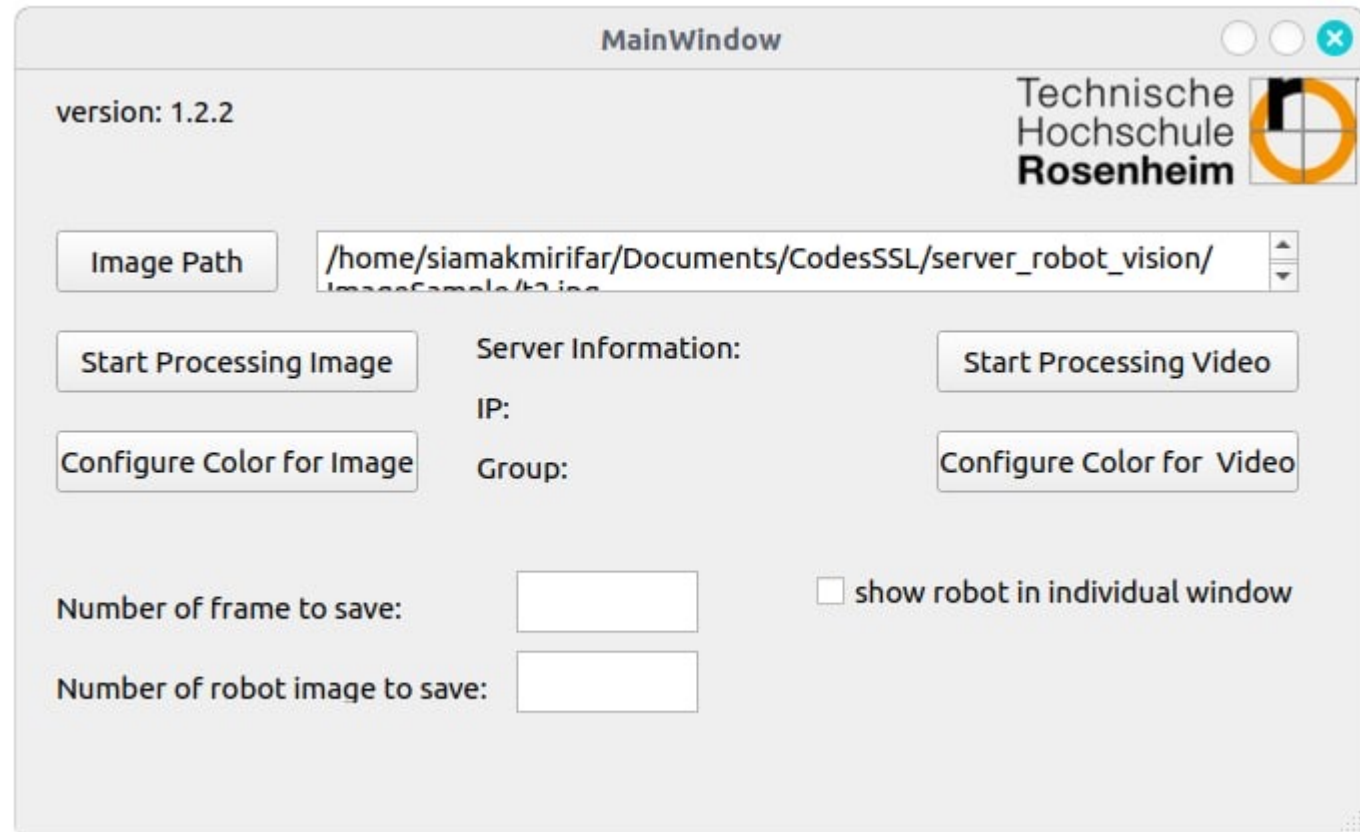 MainWindow
version: 1.2.2
Technische
Hochschule
Rosenheim
Image Path
/home/siamakmirifar/Documents/CodesSSL/server_robot_vision/
Start Processing Image
Server Information:
Start Processing Video
IP:
Configure Color for Image
Group:
Configure Color for  Video
Number of frame to save:
show robot in individual window
Number of robot image to save: